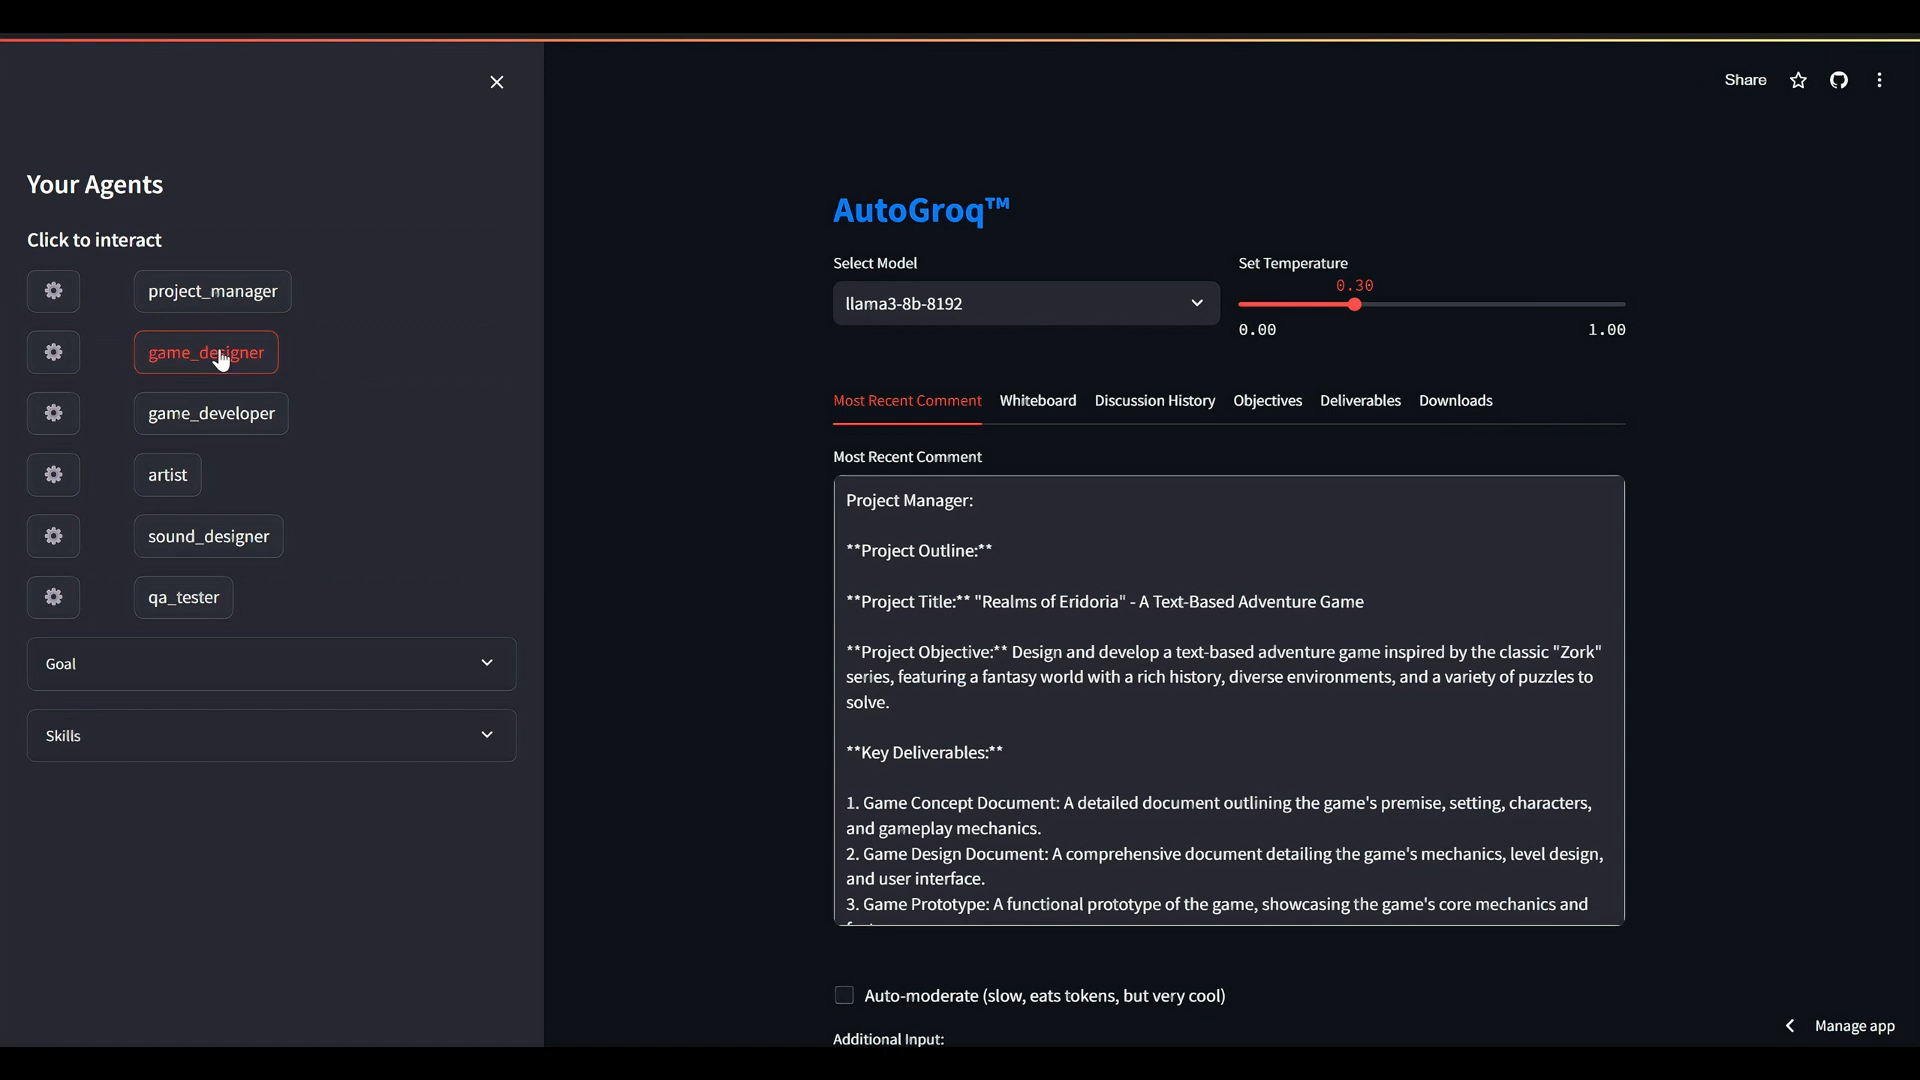 Share
Your Agents
Click to interact
project_manager
game_designer
game_developer
artist
sound_designer
qa_tester
Goal
Skills
AutoGroq™
Select Model
llama3-8b-8192
Set Temperature
0.30
0.00
1.00
Most Recent Comment
Whiteboard
Discussion History
Objectives
Deliverables
Downloads
Most Recent Comment
Project Manager:
**Project Outline:**
**Project Title:** "Realms of Eridoria" - A Text-Based Adventure Game
**Project Objective:** Design and develop a text-based adventure game inspired by the classic "Zork"
series, featuring a fantasy world with a rich history, diverse environments, and a variety of puzzles to
solve.
**Key Deliverables:**
1. Game Concept Document: A detailed document outlining the game's premise, setting, characters,
and gameplay mechanics.
2. Game Design Document: A comprehensive document detailing the game's mechanics, level design,
and user interface.
3. Game Prototype: A functional prototype of the game, showcasing the game's core mechanics and
Auto-moderate (slow, eats tokens, but very cool)
Additional Input:
Manage app